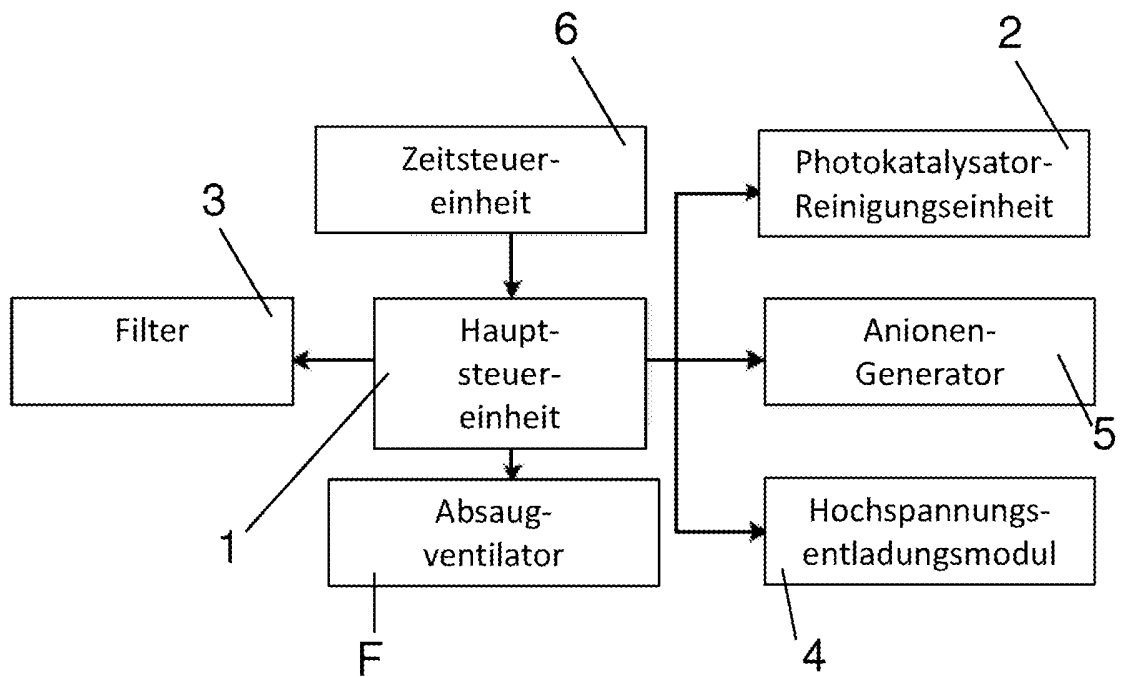 6
2
Zeitsteuer-
einheit
Photokatalysator-
Reinigungseinheit
3
Filter
Haupt-
steuer-
einheit
Anionen-
Generator
5
1
Absaug-
ventilator
Hochspannungs-
entladungsmodul
F
4